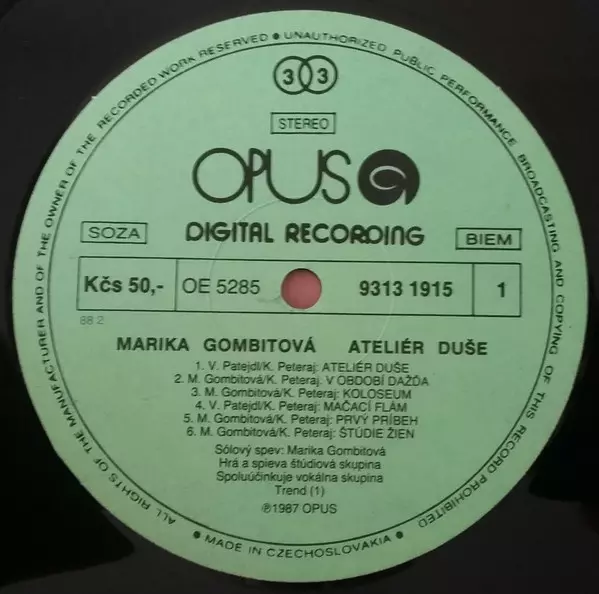 ALL RIGHTS OF THE MANUFACTURER AND OF THE OWNER OF THE RECORDED WORK RESERVED ● UNAUTHORIZED PUBLIC PERFORMANCE BROADCASTING AND COPYING OF THIS RECORD PROHIBITED
33
STEREO
OPUS
SOZA DIGITAL RECORDING BIEM
Kčs 50,- OE 5285 9313 1915 1
88 2
MARIKA GOMBITOVÁ ATELIÉR DUŠE
1. V. Patejdl/K. Peteraj: ATELIÉR DUŠE
2. M. Gombitová/K. Peteraj. V OBDOBÍ DAŽĎA
3. M. Gombitová/K. Peteraj: KOLOSEUM
4. V. Patejdl/K. Peteraj: MAČACÍ FLÁM
5. M. Gombitová/K. Peteraj: PRVÝ PRÍBEH
6. M. Gombitová/K. Peteraj: ŠTÚDIE ŽIEN
Sólový spev: Marika Gombitová
Hrá a spieva štúdiová skupina
Spoluúčinkuje vokálna skupina
Trend (1)
℗1987 OPUS
● MADE IN CZECHOSLOVAKIA ●